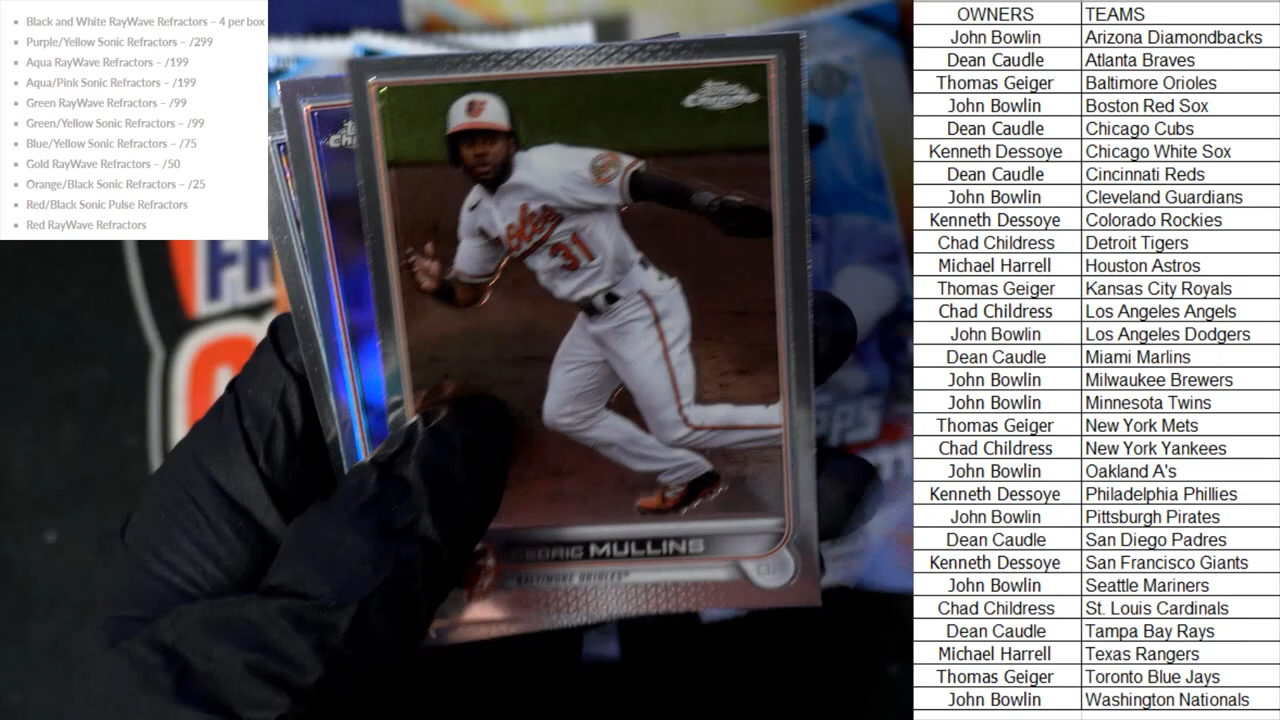 Black and White RayWave Refractors – 4 per box
Purple/Yellow Sonic Refractors – /299
Aqua RayWave Refractors – /199
Aqua/Pink Sonic Refractors – /199
Green RayWave Refractors – /99
Green/Yellow Sonic Refractors – /99
Blue/Yellow Sonic Refractors – /75
Gold RayWave Refractors – /50
Orange/Black Sonic Refractors – /25
Red/Black Sonic Pulse Refractors
Red RayWave Refractors
Topps Chrome
31
MULLINS
BALTIMORE ORIOLES
OWNERS TEAMS
John Bowlin Arizona Diamondbacks
Dean Caudle Atlanta Braves
Thomas Geiger Baltimore Orioles
John Bowlin Boston Red Sox
Dean Caudle Chicago Cubs
Kenneth Dessoye Chicago White Sox
Dean Caudle Cincinnati Reds
John Bowlin Cleveland Guardians
Kenneth Dessoye Colorado Rockies
Chad Childress Detroit Tigers
Michael Harrell Houston Astros
Thomas Geiger Kansas City Royals
Chad Childress Los Angeles Angels
John Bowlin Los Angeles Dodgers
Dean Caudle Miami Marlins
John Bowlin Milwaukee Brewers
John Bowlin Minnesota Twins
Thomas Geiger New York Mets
Chad Childress New York Yankees
John Bowlin Oakland A's
Kenneth Dessoye Philadelphia Phillies
John Bowlin Pittsburgh Pirates
Dean Caudle San Diego Padres
Kenneth Dessoye San Francisco Giants
John Bowlin Seattle Mariners
Chad Childress St. Louis Cardinals
Dean Caudle Tampa Bay Rays
Michael Harrell Texas Rangers
Thomas Geiger Toronto Blue Jays
John Bowlin Washington Nationals